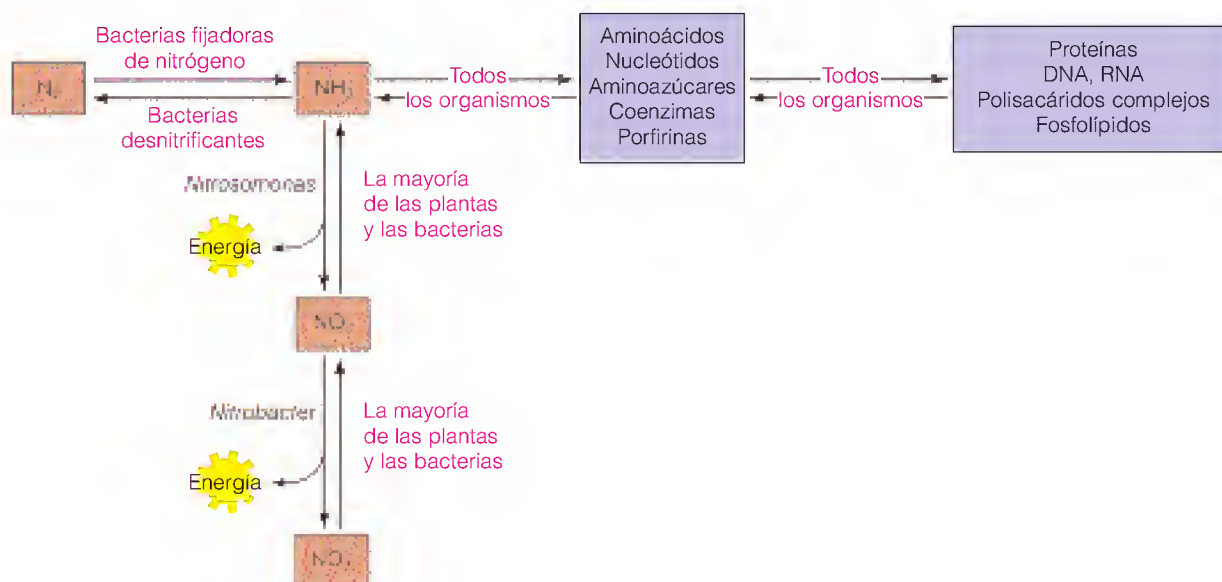 Bacterias fijadoras
de nitrógeno
N₂
NH₃
Bacterias
desnitrificantes
Todos
los organismos
Aminoácidos
Nucleótidos
Aminoazúcares
Coenzimas
Porfirinas
Todos
los organismos
Proteínas
DNA, RNA
Polisacáridos complejos
Fosfolípidos
Nitrosomonas
Energía
La mayoría
de las plantas
y las bacterias
Nitrobacter
Energía
La mayoría
de las plantas
y las bacterias